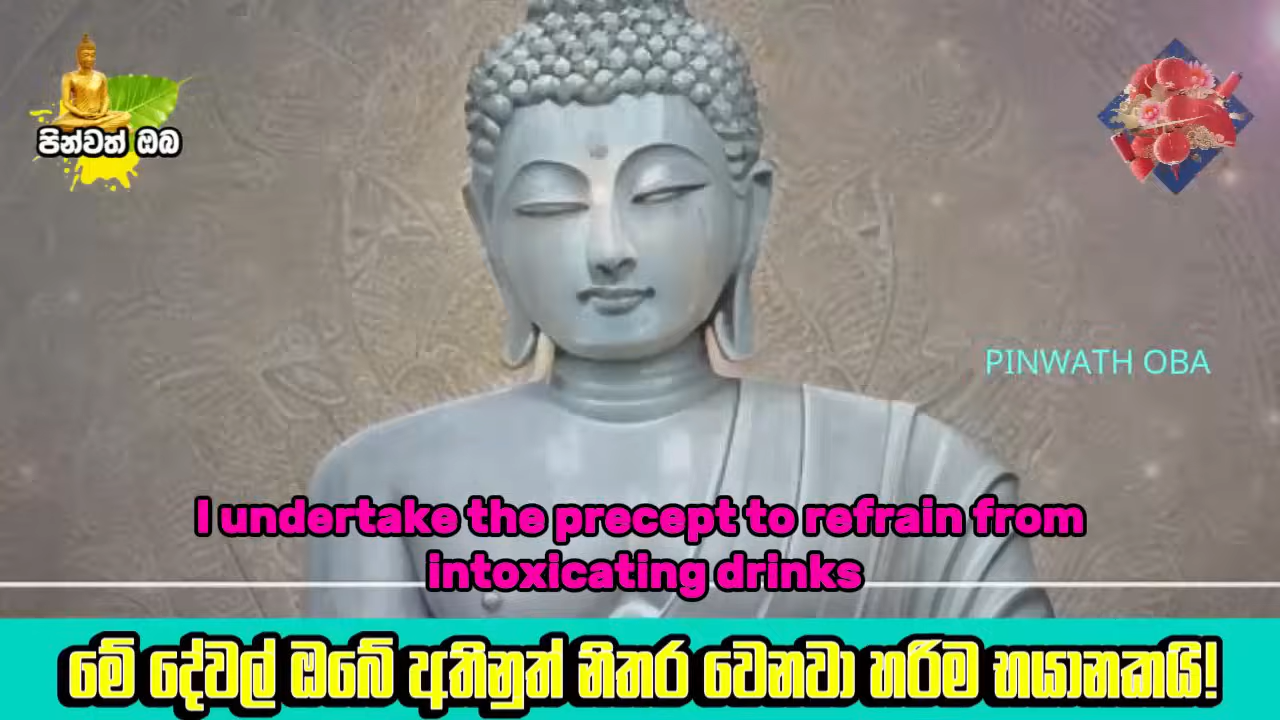 පින්වත් ඔබ
PINWATH OBA
I undertake the precept to refrain from
intoxicating drinks
මේ දේවල් ඔබේ අතිනුත් නිතර වෙනවා හරිම භයානකයි!